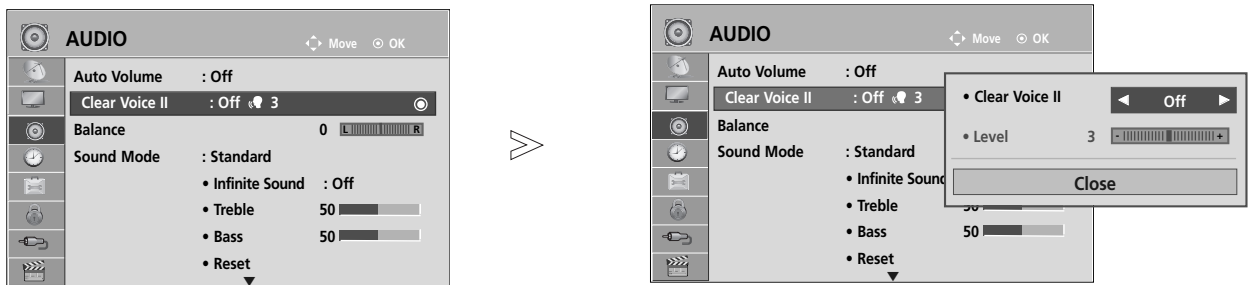 AUDIO
Move OK
Auto Volume : Off
Clear Voice II : Off 3
Balance 0 L R
Sound Mode : Standard
• Infinite Sound : Off
• Treble 50
• Bass 50
• Reset
AUDIO
Move OK
Auto Volume : Off
Clear Voice II : Off 3
Balance
Sound Mode : Standard
• Infinite Sound
• Treble
• Bass 50
• Reset
• Clear Voice II ◀ Off ▶
• Level 3 - +
Close